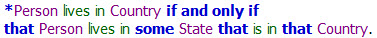 *Person lives in Country if and only if
that Person lives in some State that is in that Country.